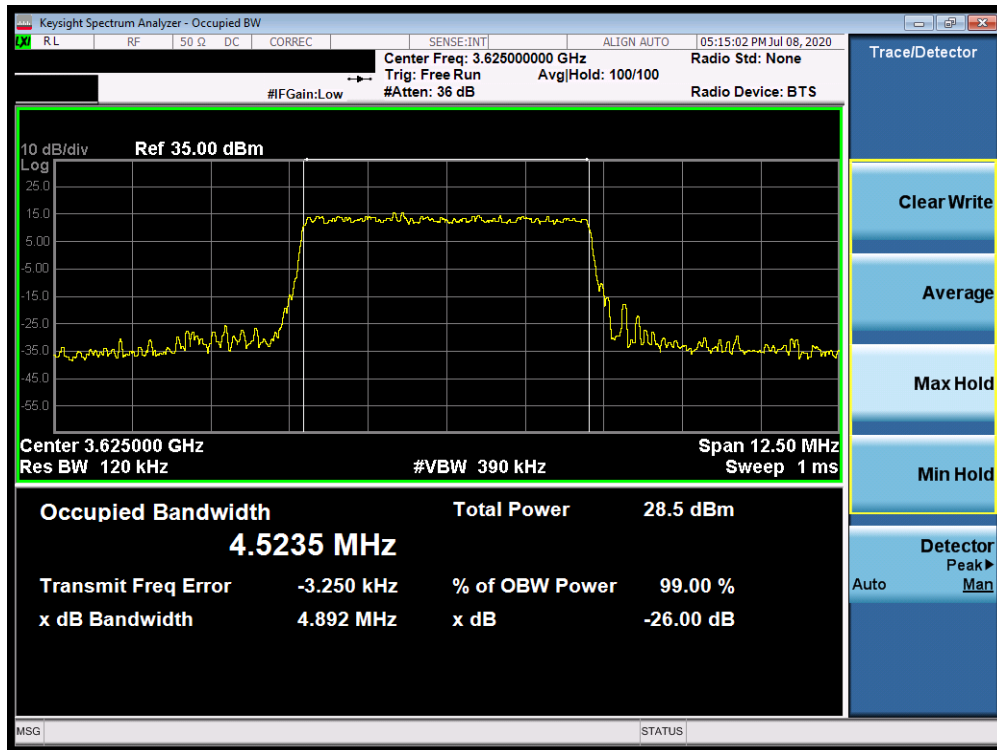 Keysight Spectrum Analyzer - Occupied BW
LXI RL RF 50 Ω DC CORREC SENSE:INT ALIGN AUTO 05:15:02 PM Jul 08, 2020
Center Freq: 3.625000000 GHz Radio Std: None
Trig: Free Run Avg|Hold: 100/100
#IFGain:Low #Atten: 36 dB Radio Device: BTS
Trace/Detector
10 dB/div Ref 35.00 dBm
Log
25.0
15.0
5.00
-5.00
-15.0
-25.0
-35.0
-45.0
-55.0
Center 3.625000 GHz Span 12.50 MHz
Res BW 120 kHz #VBW 390 kHz Sweep 1 ms
Occupied Bandwidth Total Power 28.5 dBm
4.5235 MHz
Transmit Freq Error -3.250 kHz % of OBW Power 99.00 %
x dB Bandwidth 4.892 MHz x dB -26.00 dB
Clear Write
Average
Max Hold
Min Hold
Detector
Peak▶
Auto Man
MSG STATUS